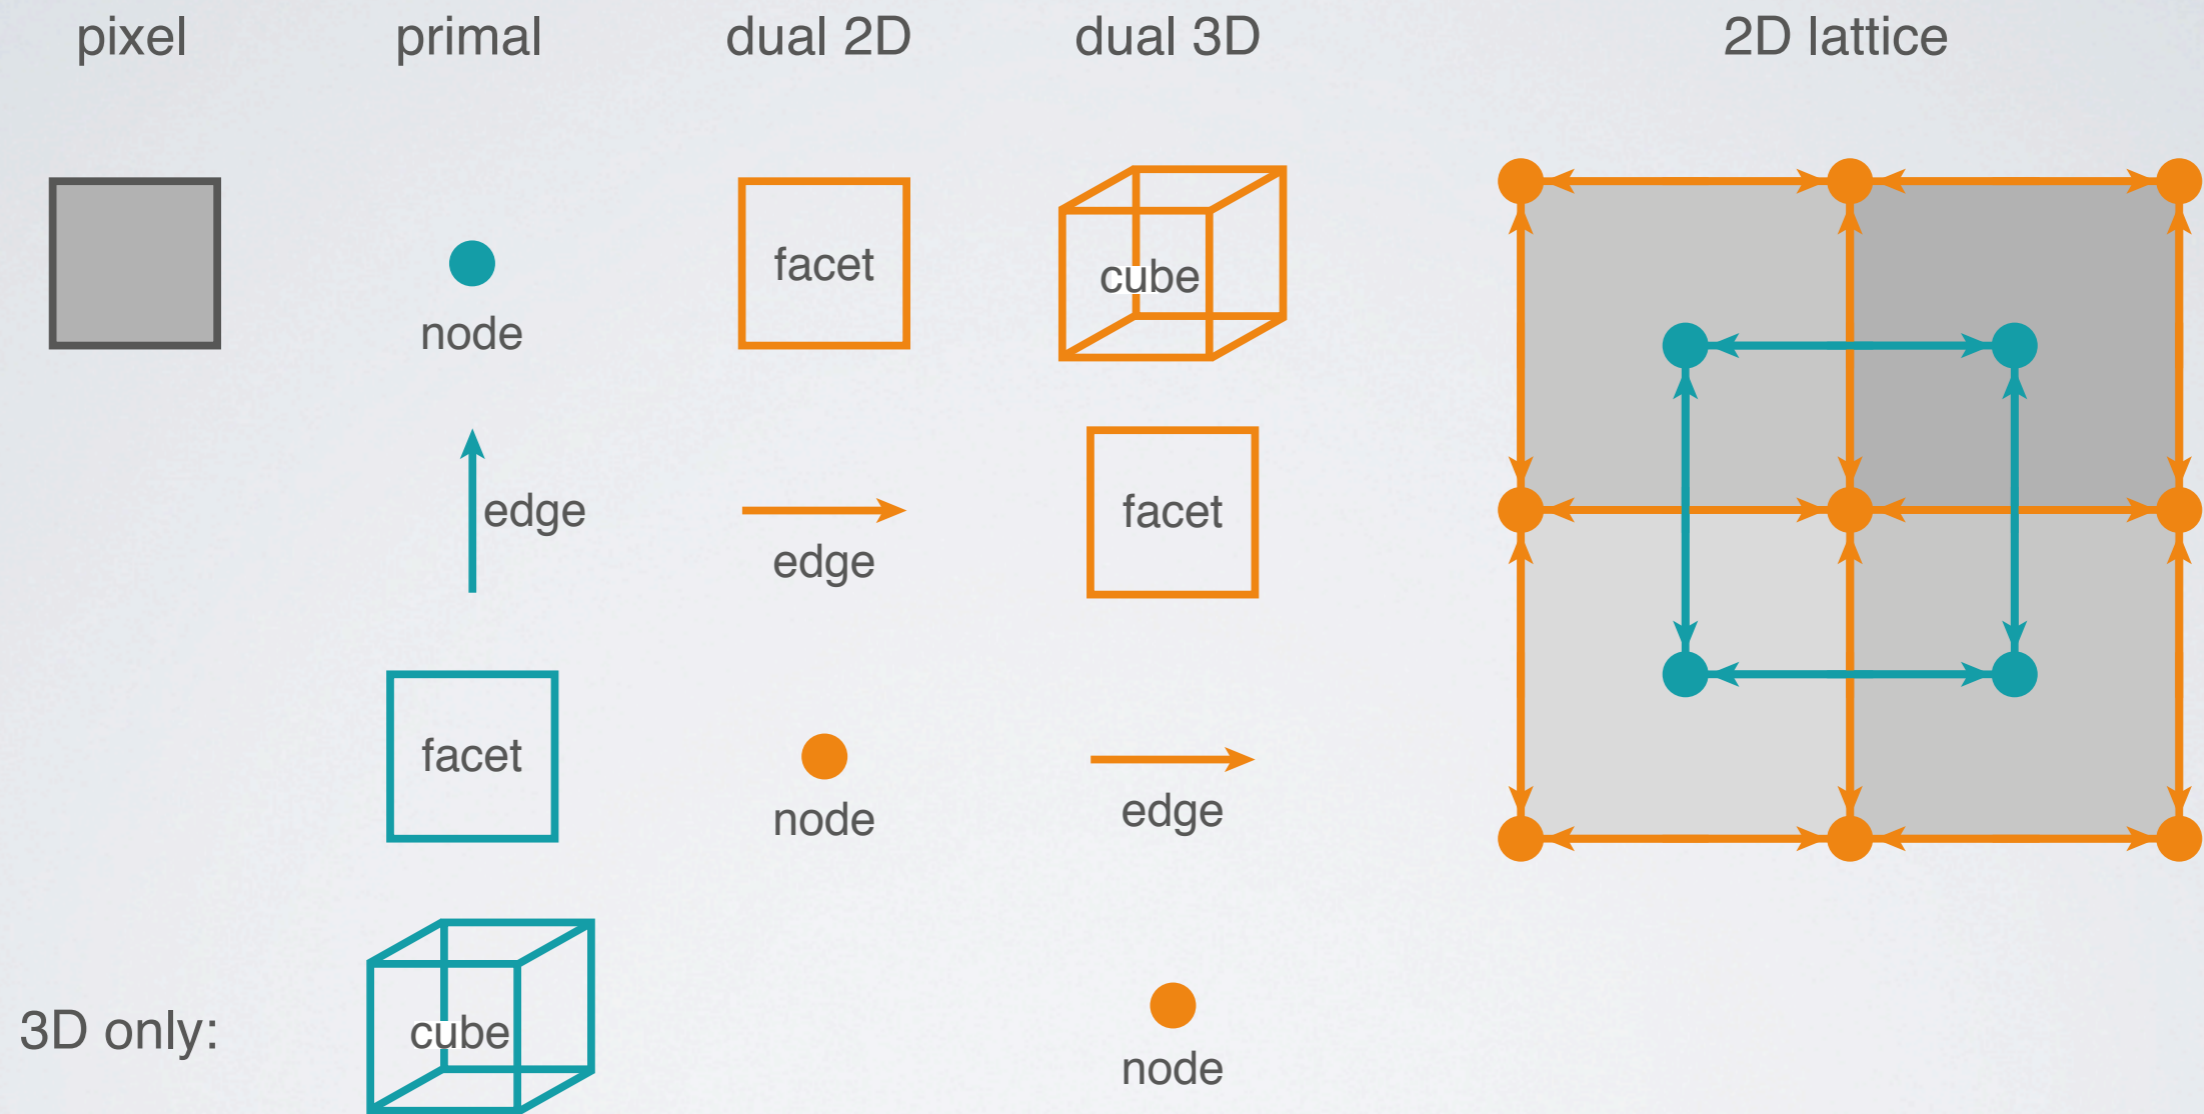 pixel primal dual 2D dual 3D 2D lattice
facet cube
node
edge facet
edge
facet
node edge
3D only: cube
node